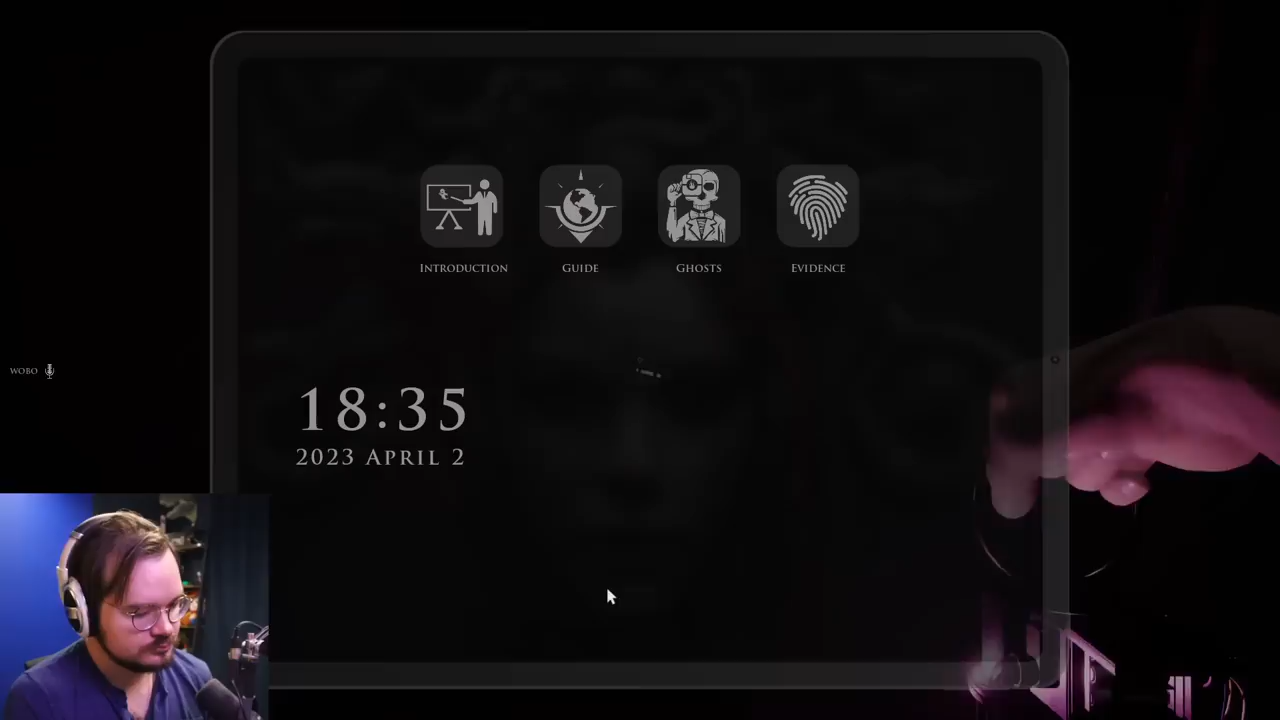 INTRODUCTION
GUIDE
GHOSTS
EVIDENCE
WOBO
18:35
2023 APRIL 2